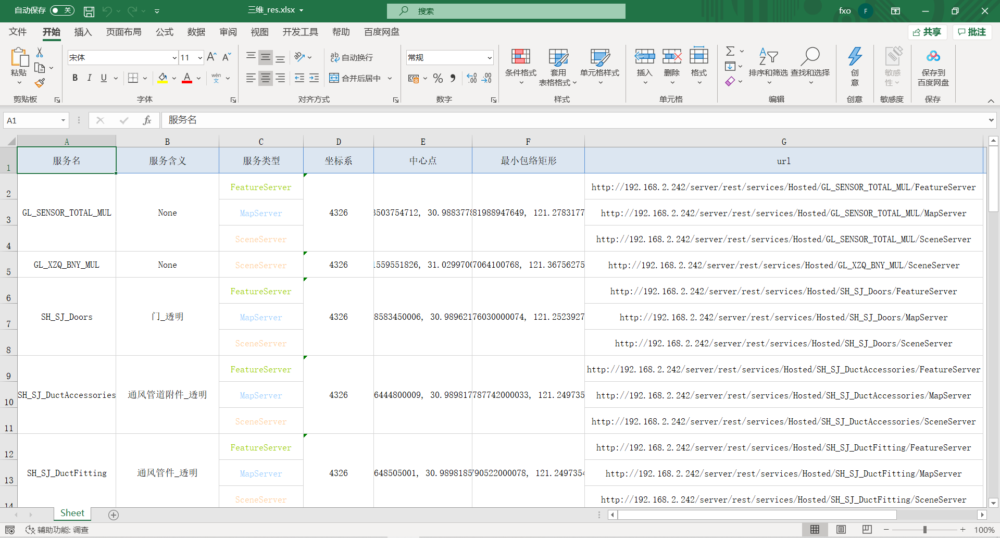 自动保存 关 三维_res.xlsx 搜索 fxo F
文件 开始 插入 页面布局 公式 数据 审阅 视图 开发工具 帮助 百度网盘 共享 批注
宋体 11 自动换行 常规
粘贴 条件格式 套用 单元格样式 插入 删除 格式 排序和筛选 查找和选择 创 敏感 保存到
B I U A wén 文 合并后居中 % 表格格式 意 性 百度网盘
剪贴板 字体 对齐方式 数字 样式 单元格 编辑 创意 敏感度 保存
A1 fx 服务名
A B C D E F G
1 服务名 服务含义 服务类型 坐标系 中心点 最小包络矩形 url
2 FeatureServer http://192.168.2.242/server/rest/services/Hosted/GL_SENSOR_TOTAL_MUL/FeatureServer
3 GL_SENSOR_TOTAL_MUL None MapServer 4326 3503754712, 30.9883778 81988947649, 121.2783177 http://192.168.2.242/server/rest/services/Hosted/GL_SENSOR_TOTAL_MUL/MapServer
4 SceneServer http://192.168.2.242/server/rest/services/Hosted/GL_SENSOR_TOTAL_MUL/SceneServer
5 GL_XZQ_BNY_MUL None SceneServer 4326 1559551826, 31.0299700 7064100768, 121.36756275 http://192.168.2.242/server/rest/services/Hosted/GL_XZQ_BNY_MUL/SceneServer
6 FeatureServer http://192.168.2.242/server/rest/services/Hosted/SH_SJ_Doors/FeatureServer
7 SH_SJ_Doors 门_透明 MapServer 4326 8583450006, 30.9896217 76030000074, 121.2523927 http://192.168.2.242/server/rest/services/Hosted/SH_SJ_Doors/MapServer
8 SceneServer http://192.168.2.242/server/rest/services/Hosted/SH_SJ_Doors/SceneServer
9 FeatureServer http://192.168.2.242/server/rest/services/Hosted/SH_SJ_DuctAccessories/FeatureServer
10 SH_SJ_DuctAccessories 通风管道附件_透明 MapServer 4326 6444800009, 30.989817 787742000033, 121.249735 http://192.168.2.242/server/rest/services/Hosted/SH_SJ_DuctAccessories/MapServer
11 SceneServer http://192.168.2.242/server/rest/services/Hosted/SH_SJ_DuctAccessories/SceneServer
12 FeatureServer http://192.168.2.242/server/rest/services/Hosted/SH_SJ_DuctFitting/FeatureServer
13 SH_SJ_DuctFitting 通风管件_透明 MapServer 4326 648505001, 30.9898185 790522000078, 121.2497354 http://192.168.2.242/server/rest/services/Hosted/SH_SJ_DuctFitting/MapServer
14 SceneServer http://192.168.2.242/server/rest/services/Hosted/SH_SJ_DuctFitting/SceneServer
Sheet
辅助功能: 调查 100%